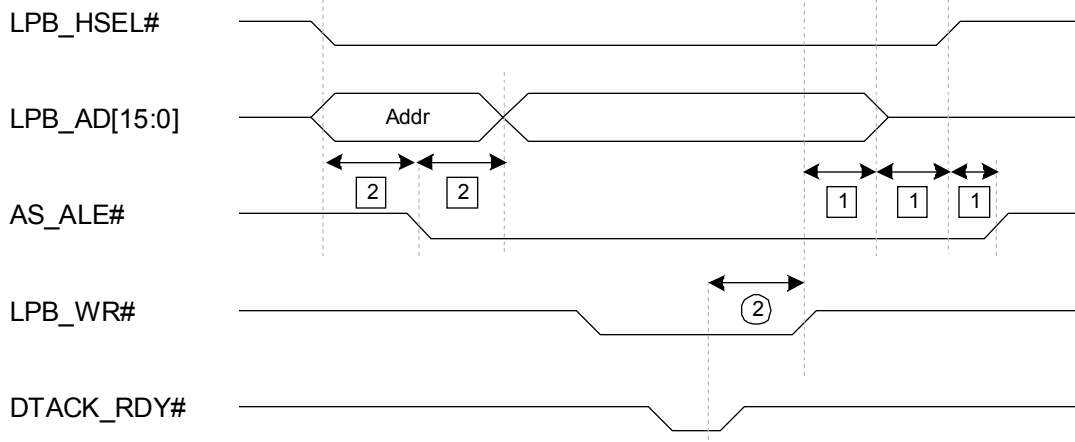 LPB_HSEL#
LPB_AD[15:0]
Addr
2 2 1 1 1
AS_ALE#
LPB_WR#
2
DTACK_RDY#